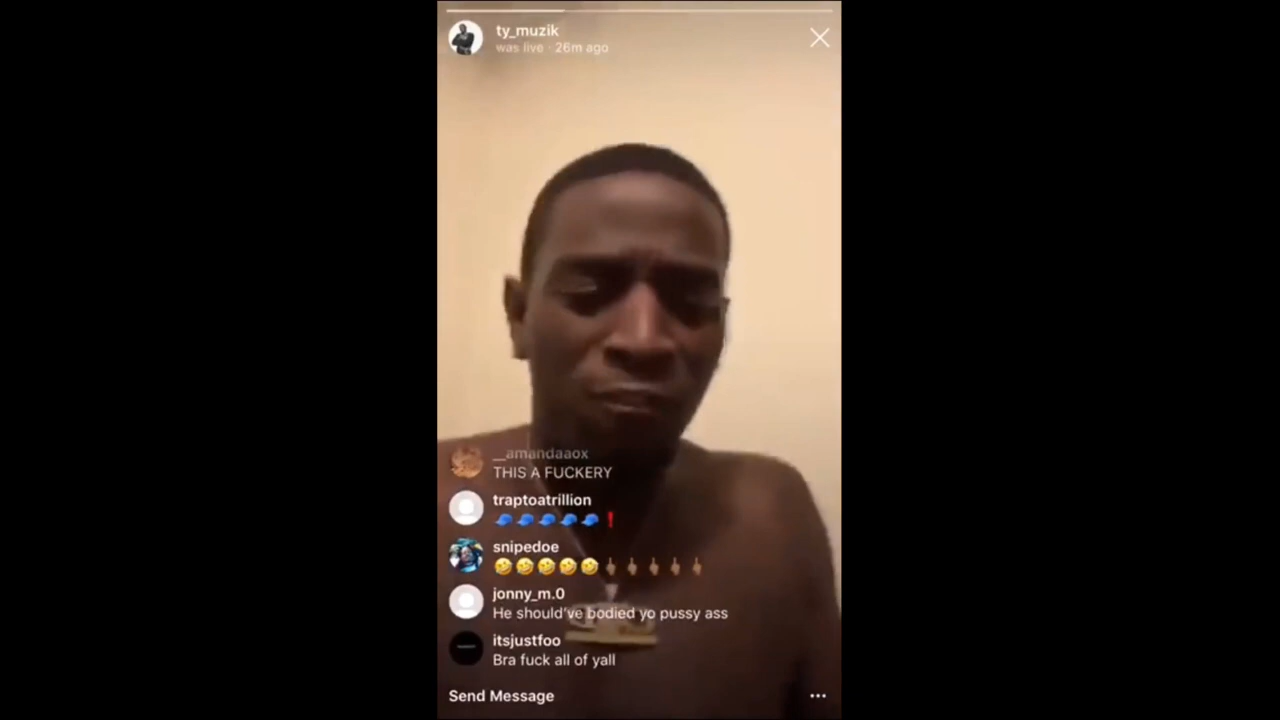 ty_muzik
was live · 26m ago
__amandaaox
THIS A FUCKERY
traptoatrillion
🧢🧢🧢🧢🧢❗
snipedoe
🤣🤣🤣🤣🤣🖕🏽🖕🏽🖕🏽🖕🏽🖕🏽
jonny_m.0
He should've bodied yo pussy ass
itsjustfoo
Bra fuck all of yall
Send Message